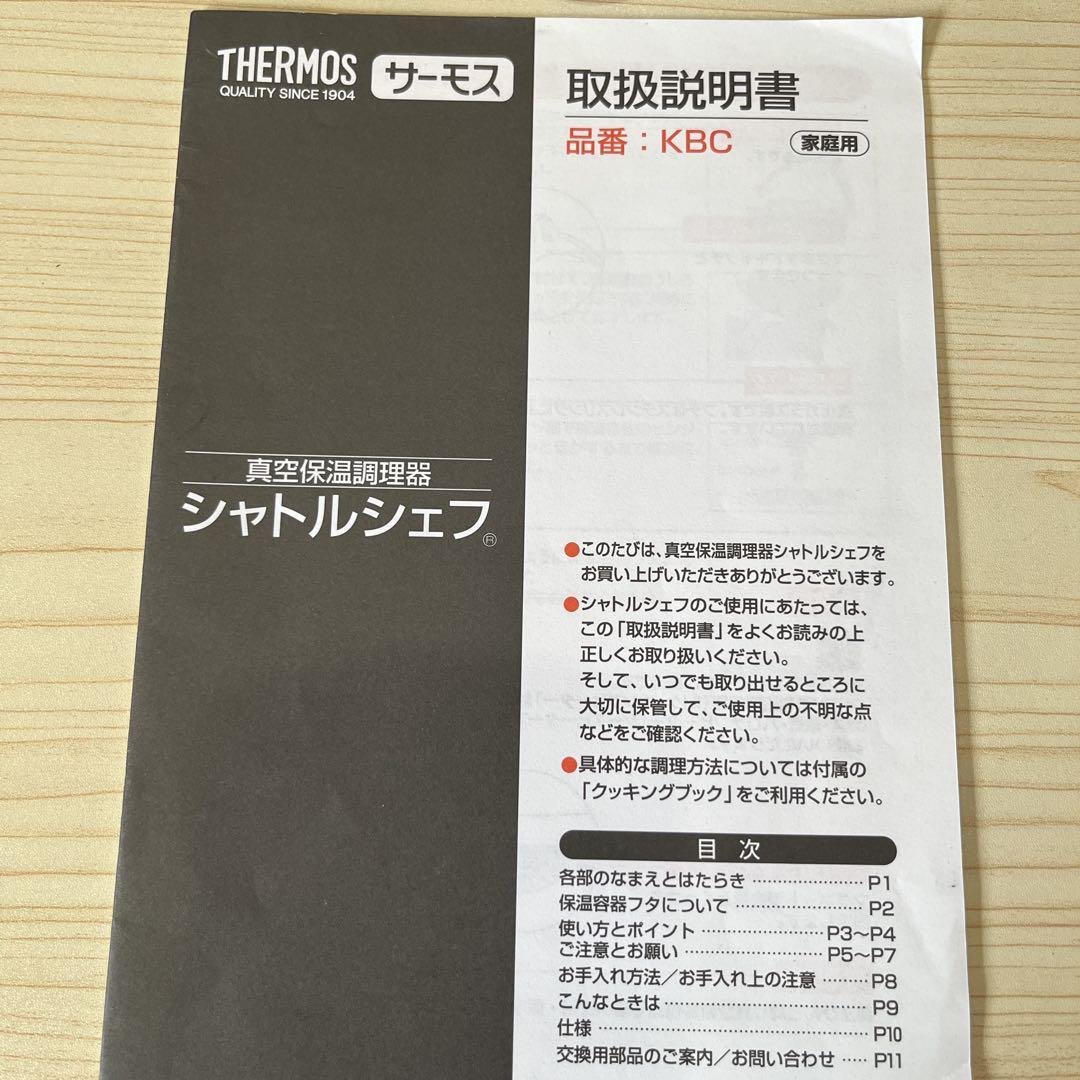 THERMOS
QUALITY SINCE 1904
サーモス
真空保温調理器
シャトルシェフ®
取扱説明書
品番：KBC
家庭用
●このたびは、真空保温調理器シャトルシェフを
お買い上げいただきありがとうございます。
●シャトルシェフのご使用にあたっては、
この「取扱説明書」をよくお読みの上
正しくお取り扱いください。
そして、いつでも取り出せるところに
大切に保管して、ご使用上の不明な点
などをご確認ください。
●具体的な調理方法については付属の
「クッキングブック」をご利用ください。
目 次
各部のなまえとはたらき ………………… P1
保温容器フタについて ………………… P2
使い方とポイント ………………… P3〜P4
ご注意とお願い ………………… P5〜P7
お手入れ方法／お手入れ上の注意 ……… P8
こんなときは ………………… P9
仕様 ………………… P10
交換用部品のご案内／お問い合わせ …… P11